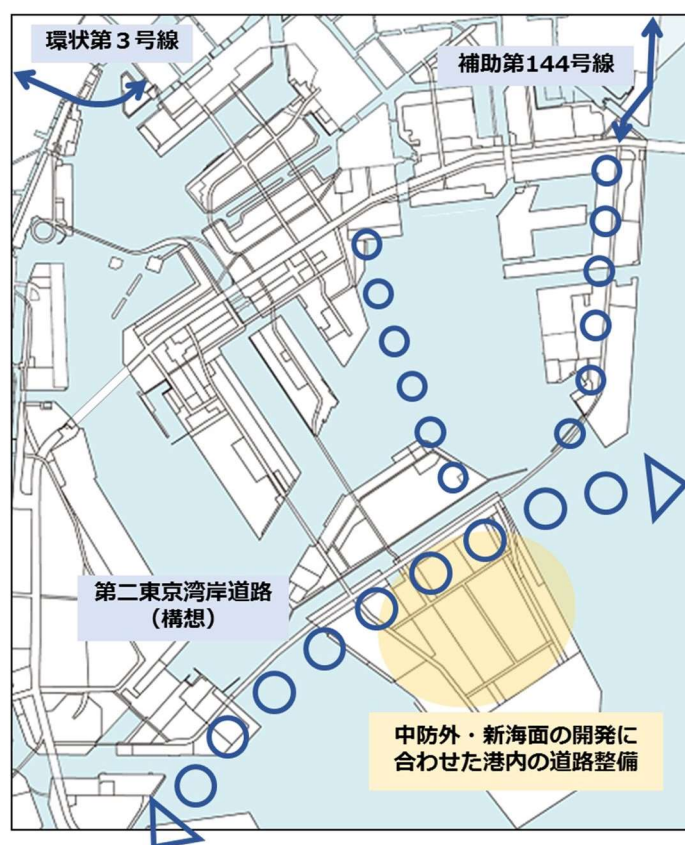 環状第３号線
補助第144号線
第二東京湾岸道路
（構想）
中防外・新海面の開発に
合わせた港内の道路整備